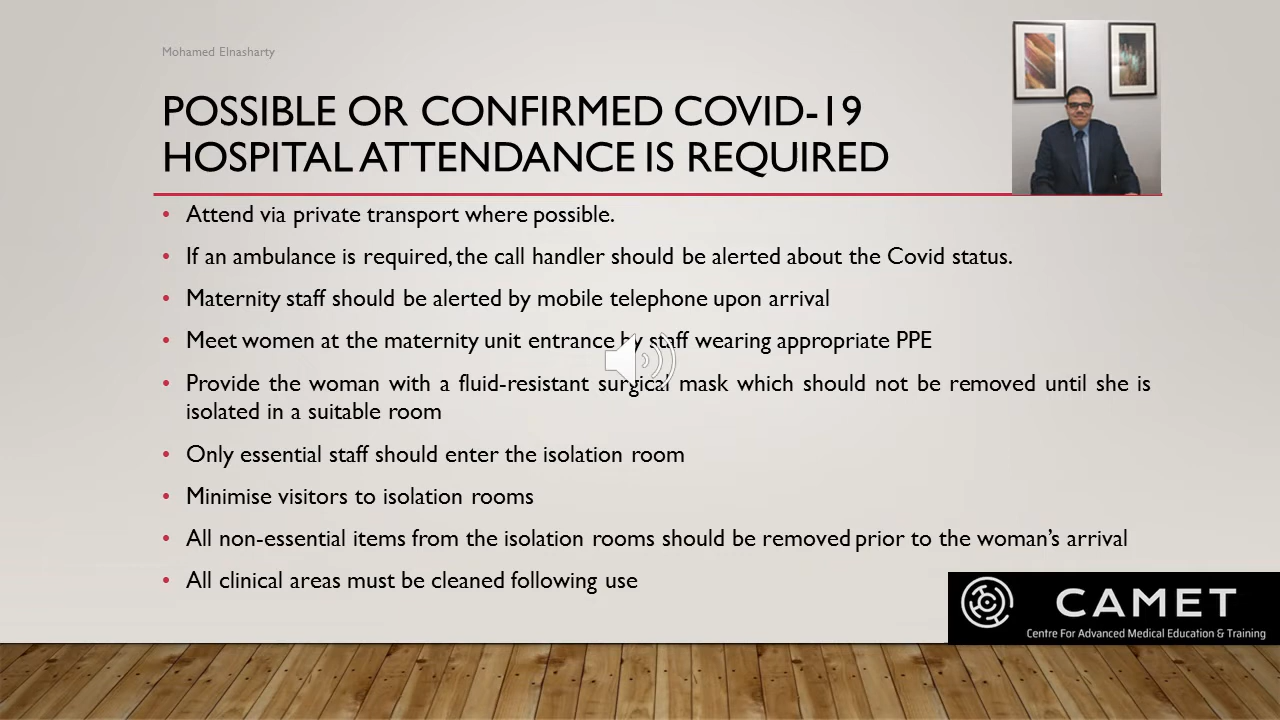 Mohamed Elnasharty
POSSIBLE OR CONFIRMED COVID-19
HOSPITAL ATTENDANCE IS REQUIRED
• Attend via private transport where possible.
• If an ambulance is required, the call handler should be alerted about the Covid status.
• Maternity staff should be alerted by mobile telephone upon arrival
• Meet women at the maternity unit entrance by staff wearing appropriate PPE
• Provide the woman with a fluid-resistant surgical mask which should not be removed until she is
isolated in a suitable room
• Only essential staff should enter the isolation room
• Minimise visitors to isolation rooms
• All non-essential items from the isolation rooms should be removed prior to the woman’s arrival
• All clinical areas must be cleaned following use
CAMET
Centre For Advanced Medical Education & Training